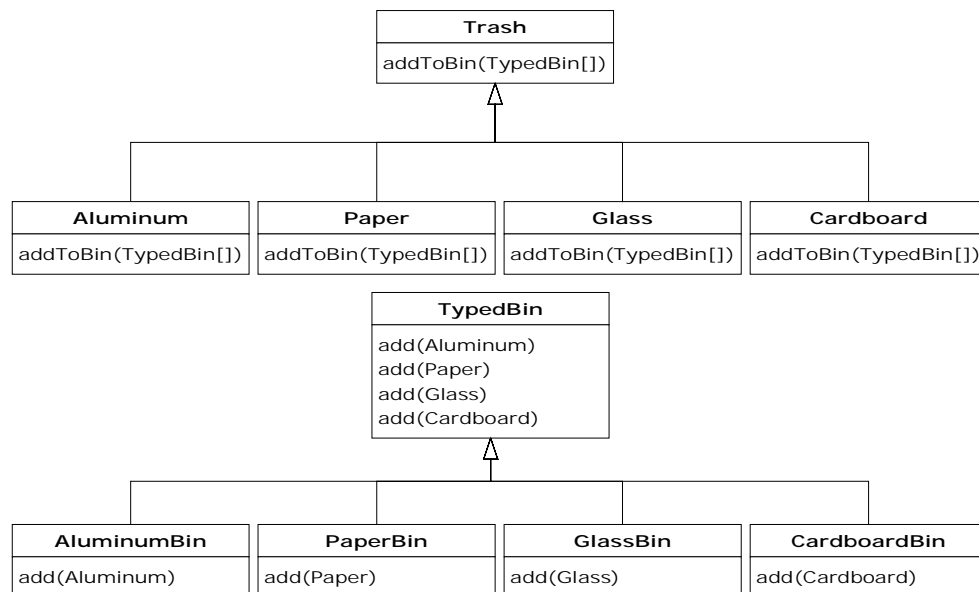 Trash
addToBin(TypedBin[])
Aluminum
Paper
Glass
Cardboard
addToBin(TypedBin[])
addToBin(TypedBin[])
addToBin(TypedBin[])
addToBin(TypedBin[])
TypedBin
add(Aluminum)
add(Paper)
add(Glass)
add(Cardboard)
AluminumBin
PaperBin
GlassBin
CardboardBin
add(Aluminum)
add(Paper)
add(Glass)
add(Cardboard)